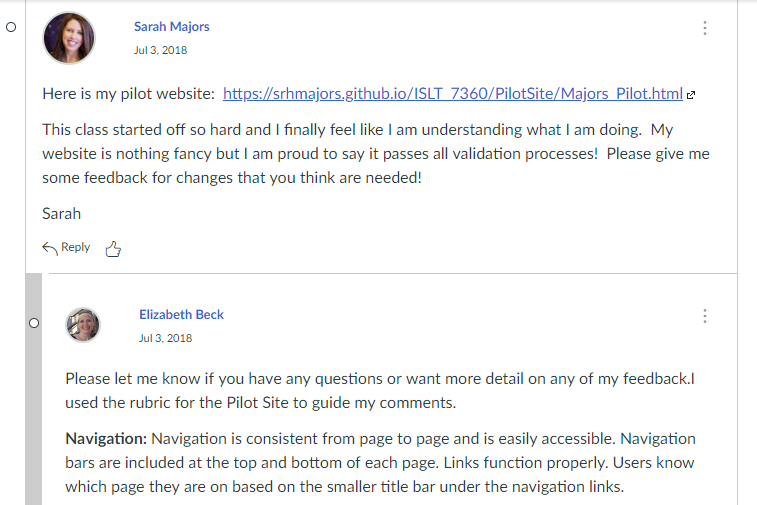 Sarah Majors
Jul 3, 2018
Here is my pilot website:  https://srhmajors.github.io/ISLT_7360/PilotSite/Majors_Pilot.html
This class started off so hard and I finally feel like I am understanding what I am doing.  My
website is nothing fancy but I am proud to say it passes all validation processes!  Please give me
some feedback for changes that you think are needed!
Sarah
Reply
Elizabeth Beck
Jul 3, 2018
Please let me know if you have any questions or want more detail on any of my feedback.I
used the rubric for the Pilot Site to guide my comments.
Navigation: Navigation is consistent from page to page and is easily accessible. Navigation
bars are included at the top and bottom of each page. Links function properly. Users know
which page they are on based on the smaller title bar under the navigation links.